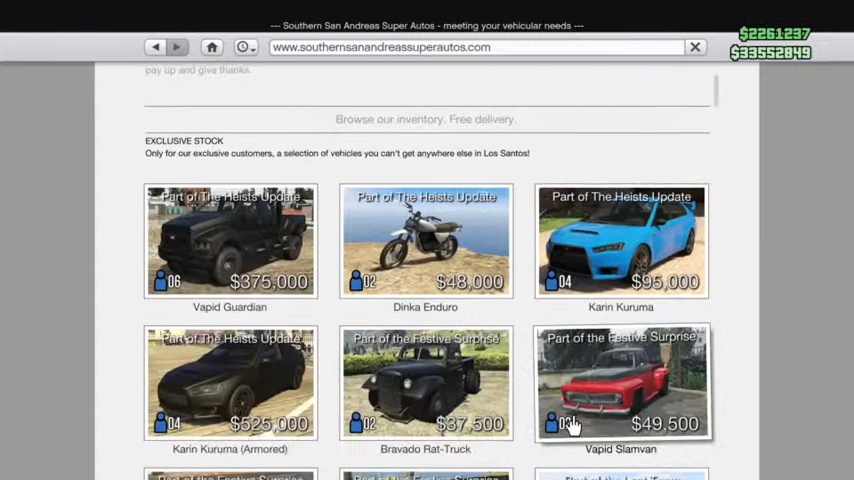 --- Southern San Andreas Super Autos - meeting your vehicular needs ---
www.southernsanandreassuperautos.com
$2261237
$33552849
pay up and give thanks.
Browse our inventory. Free delivery.
EXCLUSIVE STOCK
Only for our exclusive customers, a selection of vehicles you can't get anywhere else in Los Santos!
Part of The Heists Update
06 $375,000
Vapid Guardian
Part of The Heists Update
02 $48,000
Dinka Enduro
Part of The Heists Update
04 $95,000
Karin Kuruma
Part of The Heists Update
04 $525,000
Karin Kuruma (Armored)
Part of the Festive Surprise
02 $37,500
Bravado Rat-Truck
Part of the Festive Surprise
$49,500
Vapid Slamvan